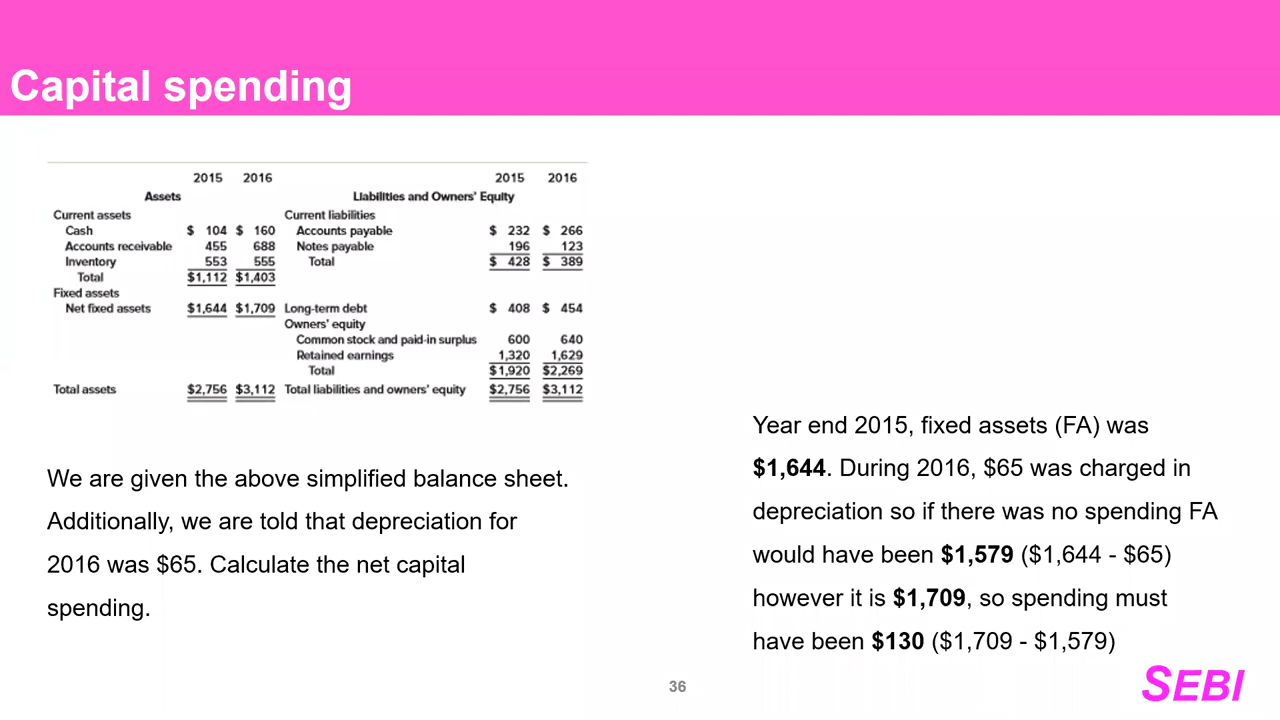 Capital spending
2015 2016 2015 2016
Assets Liabilities and Owners' Equity
Current assets Current liabilities
Cash $ 104 $ 160 Accounts payable $ 232 $ 266
Accounts receivable 455 688 Notes payable 196 123
Inventory 553 555 Total $ 428 $ 389
Total $1,112 $1,403
Fixed assets
Net fixed assets $1,644 $1,709 Long-term debt $ 408 $ 454
Owners' equity
Common stock and paid-in surplus 600 640
Retained earnings 1,320 1,629
Total $1,920 $2,269
Total assets $2,756 $3,112 Total liabilities and owners' equity $2,756 $3,112
We are given the above simplified balance sheet.
Additionally, we are told that depreciation for
2016 was $65. Calculate the net capital
spending.
Year end 2015, fixed assets (FA) was
$1,644. During 2016, $65 was charged in
depreciation so if there was no spending FA
would have been $1,579 ($1,644 - $65)
however it is $1,709, so spending must
have been $130 ($1,709 - $1,579)
36
SEBI